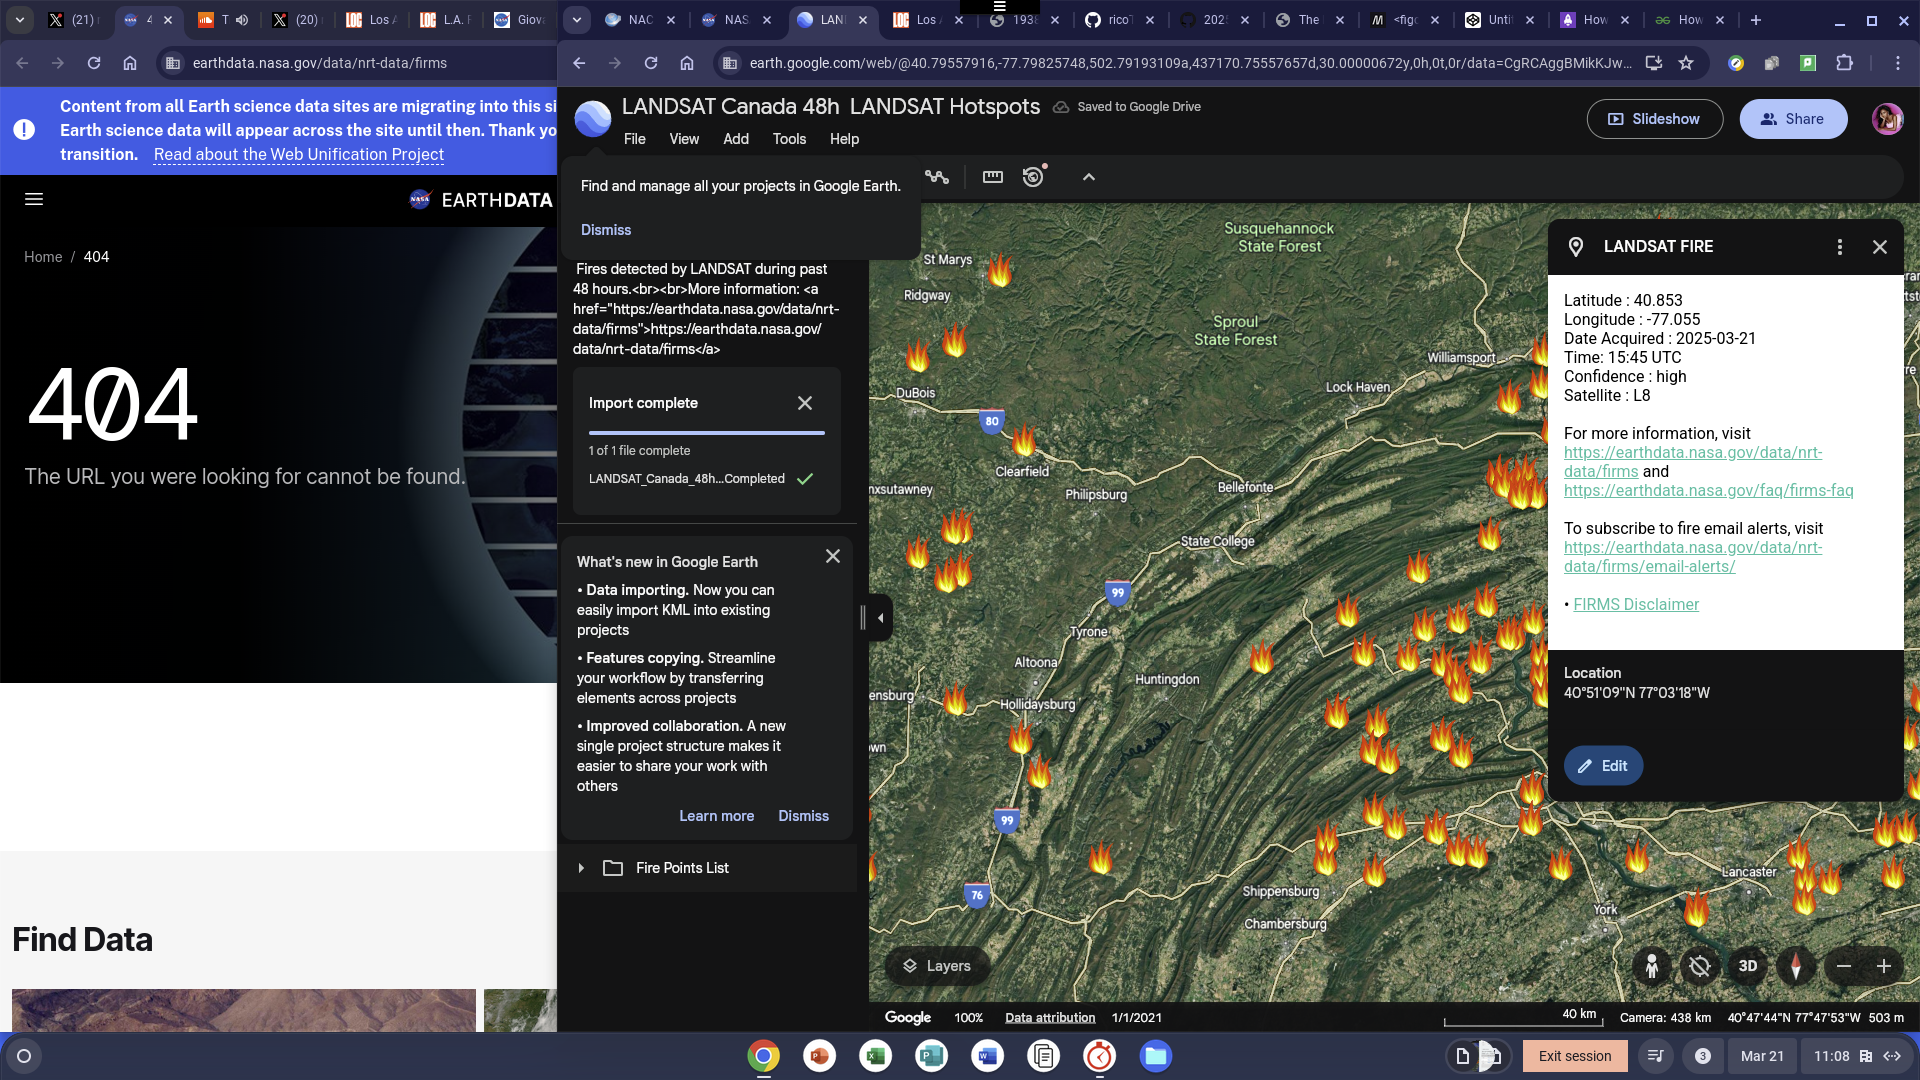 (21)
4
T
(20)
Los A
L.A. F
Giova
NAC
NAS
LAN
Los
1938
rico
202
The
<figc
Unti
How
How
earthdata.nasa.gov/data/nrt-data/firms
earth.google.com/web/@40.79557916,-77.79825748,502.79193109a,437170.75557657d,30.00000672y,0h,0t,0r/data=CgRCAggBMikKJw...
Content from all Earth science data sites are migrating into this si
Earth science data will appear across the site until then. Thank yo
transition. Read about the Web Unification Project
NASA EARTHDATA
Home / 404
404
The URL you were looking for cannot be found.
Find Data
LANDSAT Canada 48h LANDSAT Hotspots
Saved to Google Drive
File View Add Tools Help
Slideshow
Share
Find and manage all your projects in Google Earth.
Dismiss
Fires detected by LANDSAT during past
48 hours.<br><br>More information: <a
href="https://earthdata.nasa.gov/data/nrt-
data/firms">https://earthdata.nasa.gov/
data/nrt-data/firms</a>
Import complete
1 of 1 file complete
LANDSAT_Canada_48h...Completed
What's new in Google Earth
• Data importing. Now you can
easily import KML into existing
projects
• Features copying. Streamline
your workflow by transferring
elements across projects
• Improved collaboration. A new
single project structure makes it
easier to share your work with
others
Learn more Dismiss
Fire Points List
Susquehannock
State Forest
St Marys
Ridgway
Sproul
State Forest
Williamsport
Lock Haven
DuBois
80
Clearfield
Philipsburg
Bellefonte
nxsutawney
State College
99
Tyrone
Altoona
Huntingdon
ensburg
Hollidaysburg
own
99
76
Shippensburg
Chambersburg
York
Lancaster
LANDSAT FIRE
Latitude : 40.853
Longitude : -77.055
Date Acquired : 2025-03-21
Time: 15:45 UTC
Confidence : high
Satellite : L8
For more information, visit
https://earthdata.nasa.gov/data/nrt-
data/firms and
https://earthdata.nasa.gov/faq/firms-faq
To subscribe to fire email alerts, visit
https://earthdata.nasa.gov/data/nrt-
data/firms/email-alerts/
• FIRMS Disclaimer
Location
40°51'09"N 77°03'18"W
Edit
Layers
3D
Google 100% Data attribution 1/1/2021
40 km
Camera: 438 km 40°47'44"N 77°47'53"W 503 m
Exit session
3
Mar 21
11:08